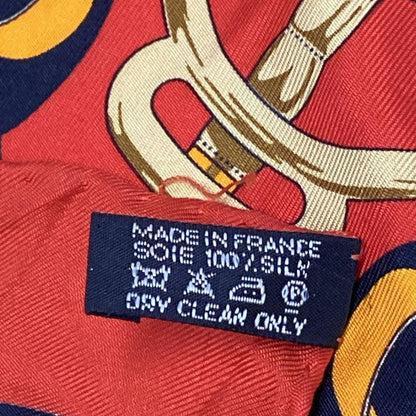 MADE IN FRANCE
SOIE 100% SILK
P
DRY CLEAN ONLY